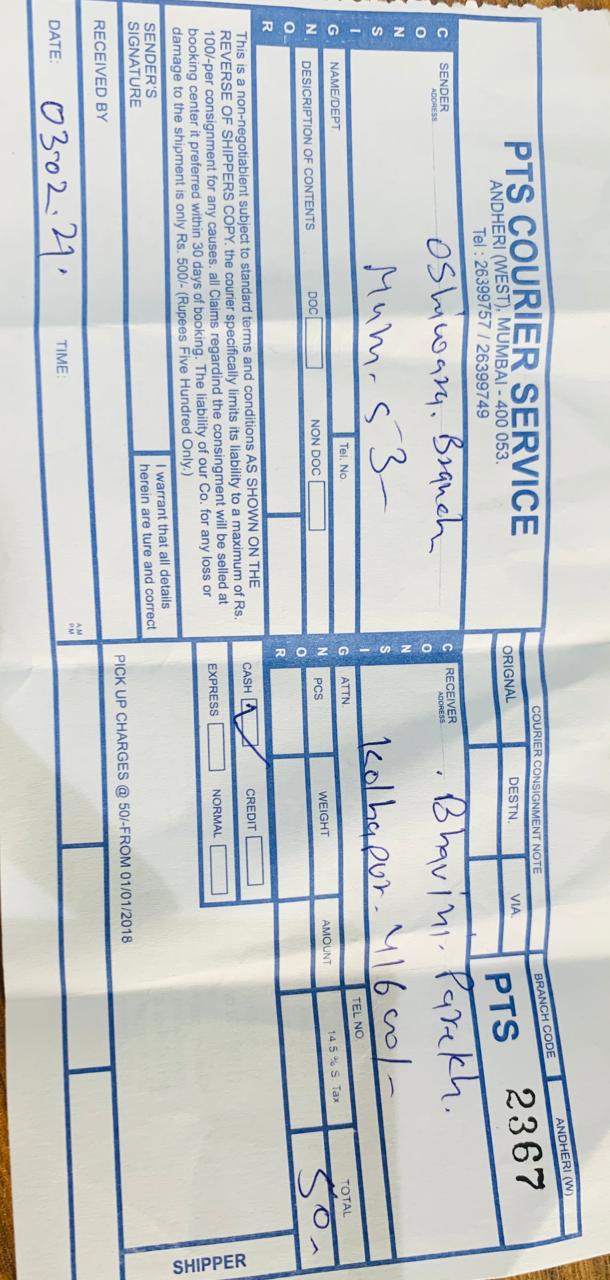 PTS COURIER SERVICE
ANDHERI (WEST), MUMBAI - 400 053.
Tel : 26399757 / 26399749
COURIER CONSIGNMENT NOTE
BRANCH CODE
ANDHERI (W)
ORIGNAL
DESTN.
VIA
PTS
2367
CONSIGNOR
SENDER
ADDRESS
Oshiwara. Branch
Mum. 53-
NAME/DEPT
Tel. No.
DESICRIPTION OF CONTENTS
DOC
NON DOC
CONSIGNOR
RECEIVER
ADDRESS
Bhavini. Parekh.
Kolhapur. 416001/-
ATTN.
TEL NO.
PCS
WEIGHT
AMOUNT
14.5 % S. Tax
TOTAL
50-
This is a non-negotiablent subject to standard terms and conditions AS SHOWN ON THE
REVERSE OF SHIPPERS COPY. the courier specifically limits its liability to a maximum of Rs.
100/-per consignment for any causes. all Claims regardind the consingment will be selled at
booking center it preferred within 30 days of booking. The liability of our Co. for any loss or
damage to the shipment is only Rs. 500/- (Rupees Five Hundred Only.)
CASH
CREDIT
EXPRESS
NORMAL
SENDER'S
SIGNATURE
I warrant that all details
herein are ture and correct
RECEIVED BY
PICK UP CHARGES @ 50/-FROM 01/01/2018
DATE: 03.02.21.
TIME:
AM
PM
SHIPPER